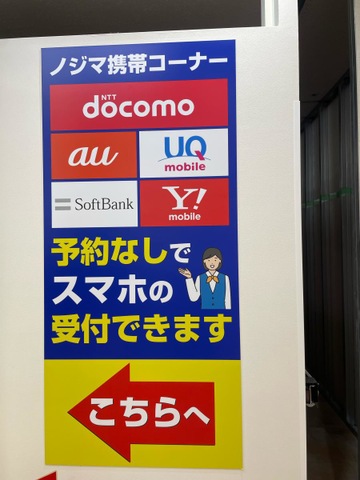 ノジマ携帯コーナー
NTT
docomo
au
UQ
mobile
SoftBank
Y!
mobile
予約なしで
スマホの
受付できます
こちらへ